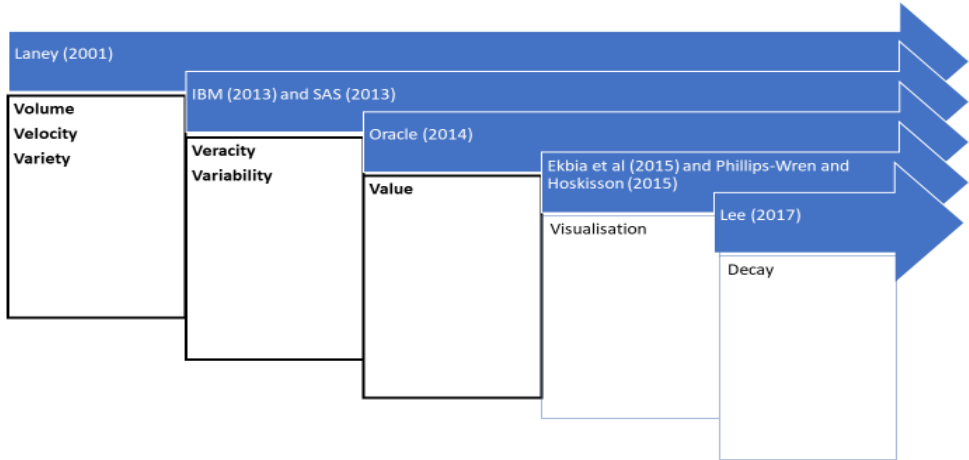 Laney (2001)
Volume
Velocity
Variety
IBM (2013) and SAS (2013)
Veracity
Variability
Oracle (2014)
Value
Ekbia et al (2015) and Phillips-Wren and
Hoskisson (2015)
Visualisation
Lee (2017)
Decay